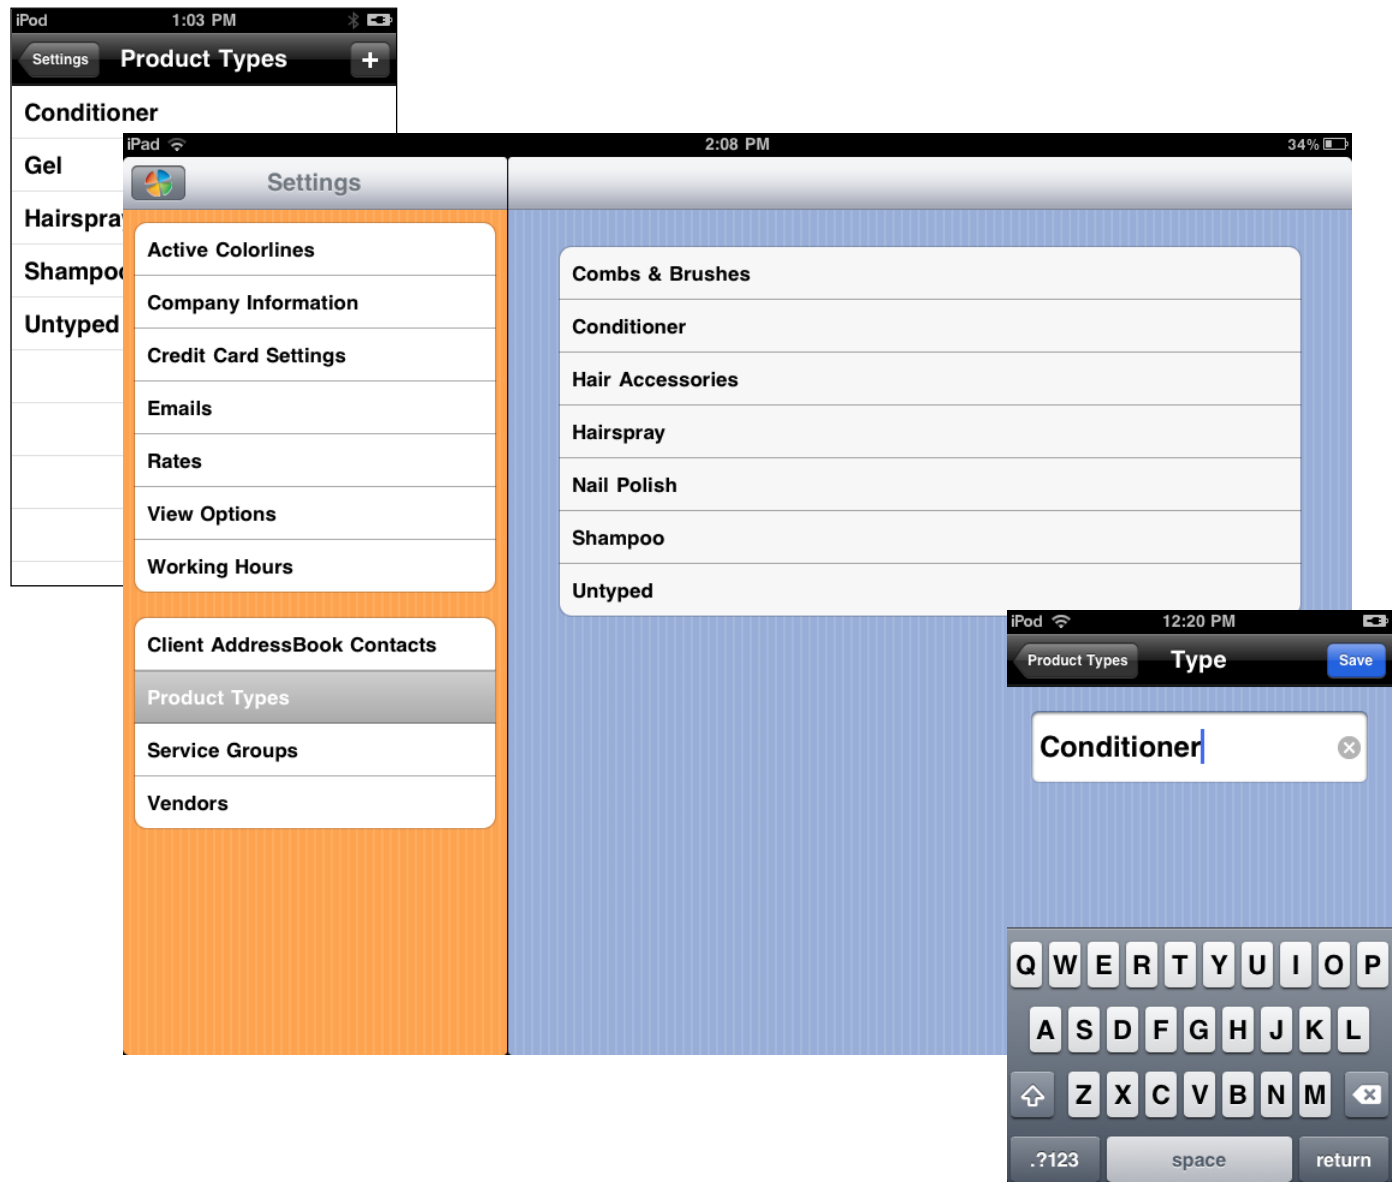 iPod 1:03 PM
Settings Product Types +
Conditioner
Gel
Hairspra
Shampoo
Untyped
iPad 2:08 PM 34%
Settings
Active Colorlines
Company Information
Credit Card Settings
Emails
Rates
View Options
Working Hours
Client AddressBook Contacts
Product Types
Service Groups
Vendors
Combs & Brushes
Conditioner
Hair Accessories
Hairspray
Nail Polish
Shampoo
Untyped
iPod 12:20 PM
Product Types Type Save
Conditioner
Q W E R T Y U I O P
A S D F G H J K L
Z X C V B N M
.?123 space return